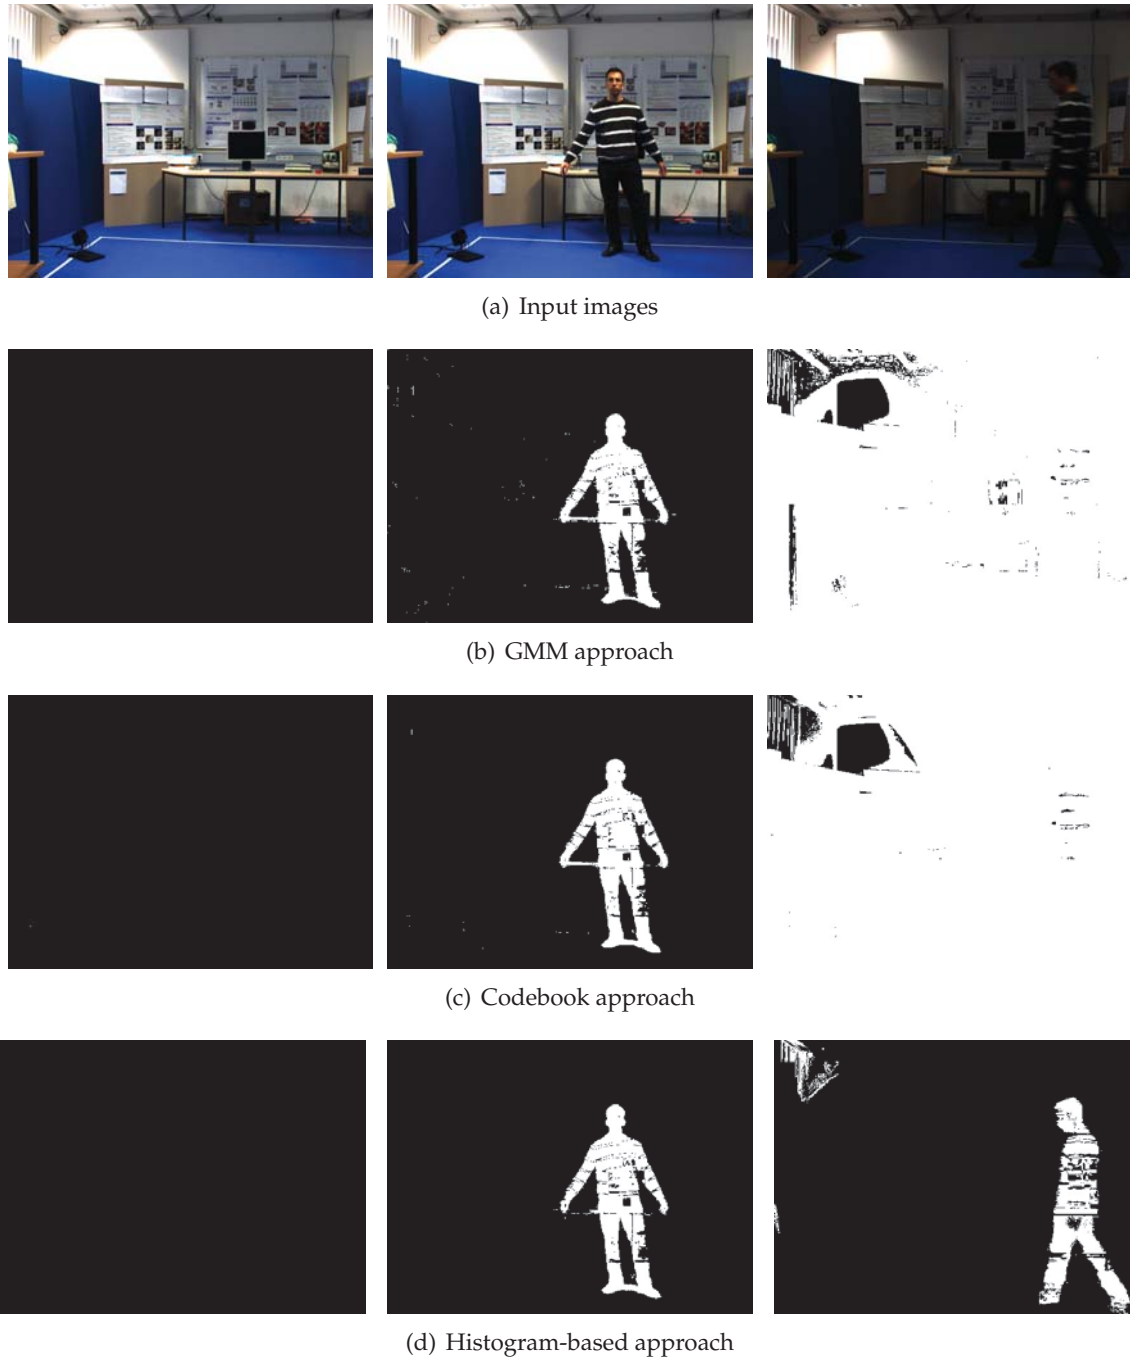 (a) Input images
(b) GMM approach
(c) Codebook approach
(d) Histogram-based approach